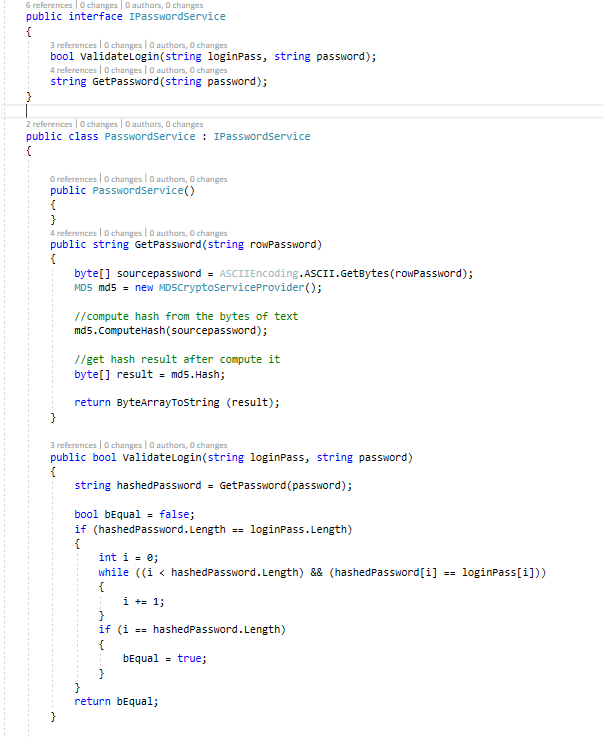 6 references | 0 changes | 0 authors, 0 changes
public interface IPasswordService
{
3 references | 0 changes | 0 authors, 0 changes
bool ValidateLogin(string loginPass, string password);
4 references | 0 changes | 0 authors, 0 changes
string GetPassword(string password);
}
2 references | 0 changes | 0 authors, 0 changes
public class PasswordService : IPasswordService
{
0 references | 0 changes | 0 authors, 0 changes
public PasswordService()
{
}
4 references | 0 changes | 0 authors, 0 changes
public string GetPassword(string rowPassword)
{
byte[] sourcepassword = ASCIIEncoding.ASCII.GetBytes(rowPassword);
MD5 md5 = new MD5CryptoServiceProvider();
//compute hash from the bytes of text
md5.ComputeHash(sourcepassword);
//get hash result after compute it
byte[] result = md5.Hash;
return ByteArrayToString (result);
}
3 references | 0 changes | 0 authors, 0 changes
public bool ValidateLogin(string loginPass, string password)
{
string hashedPassword = GetPassword(password);
bool bEqual = false;
if (hashedPassword.Length == loginPass.Length)
{
int i = 0;
while ((i < hashedPassword.Length) && (hashedPassword[i] == loginPass[i]))
{
i += 1;
}
if (i == hashedPassword.Length)
{
bEqual = true;
}
}
return bEqual;
}